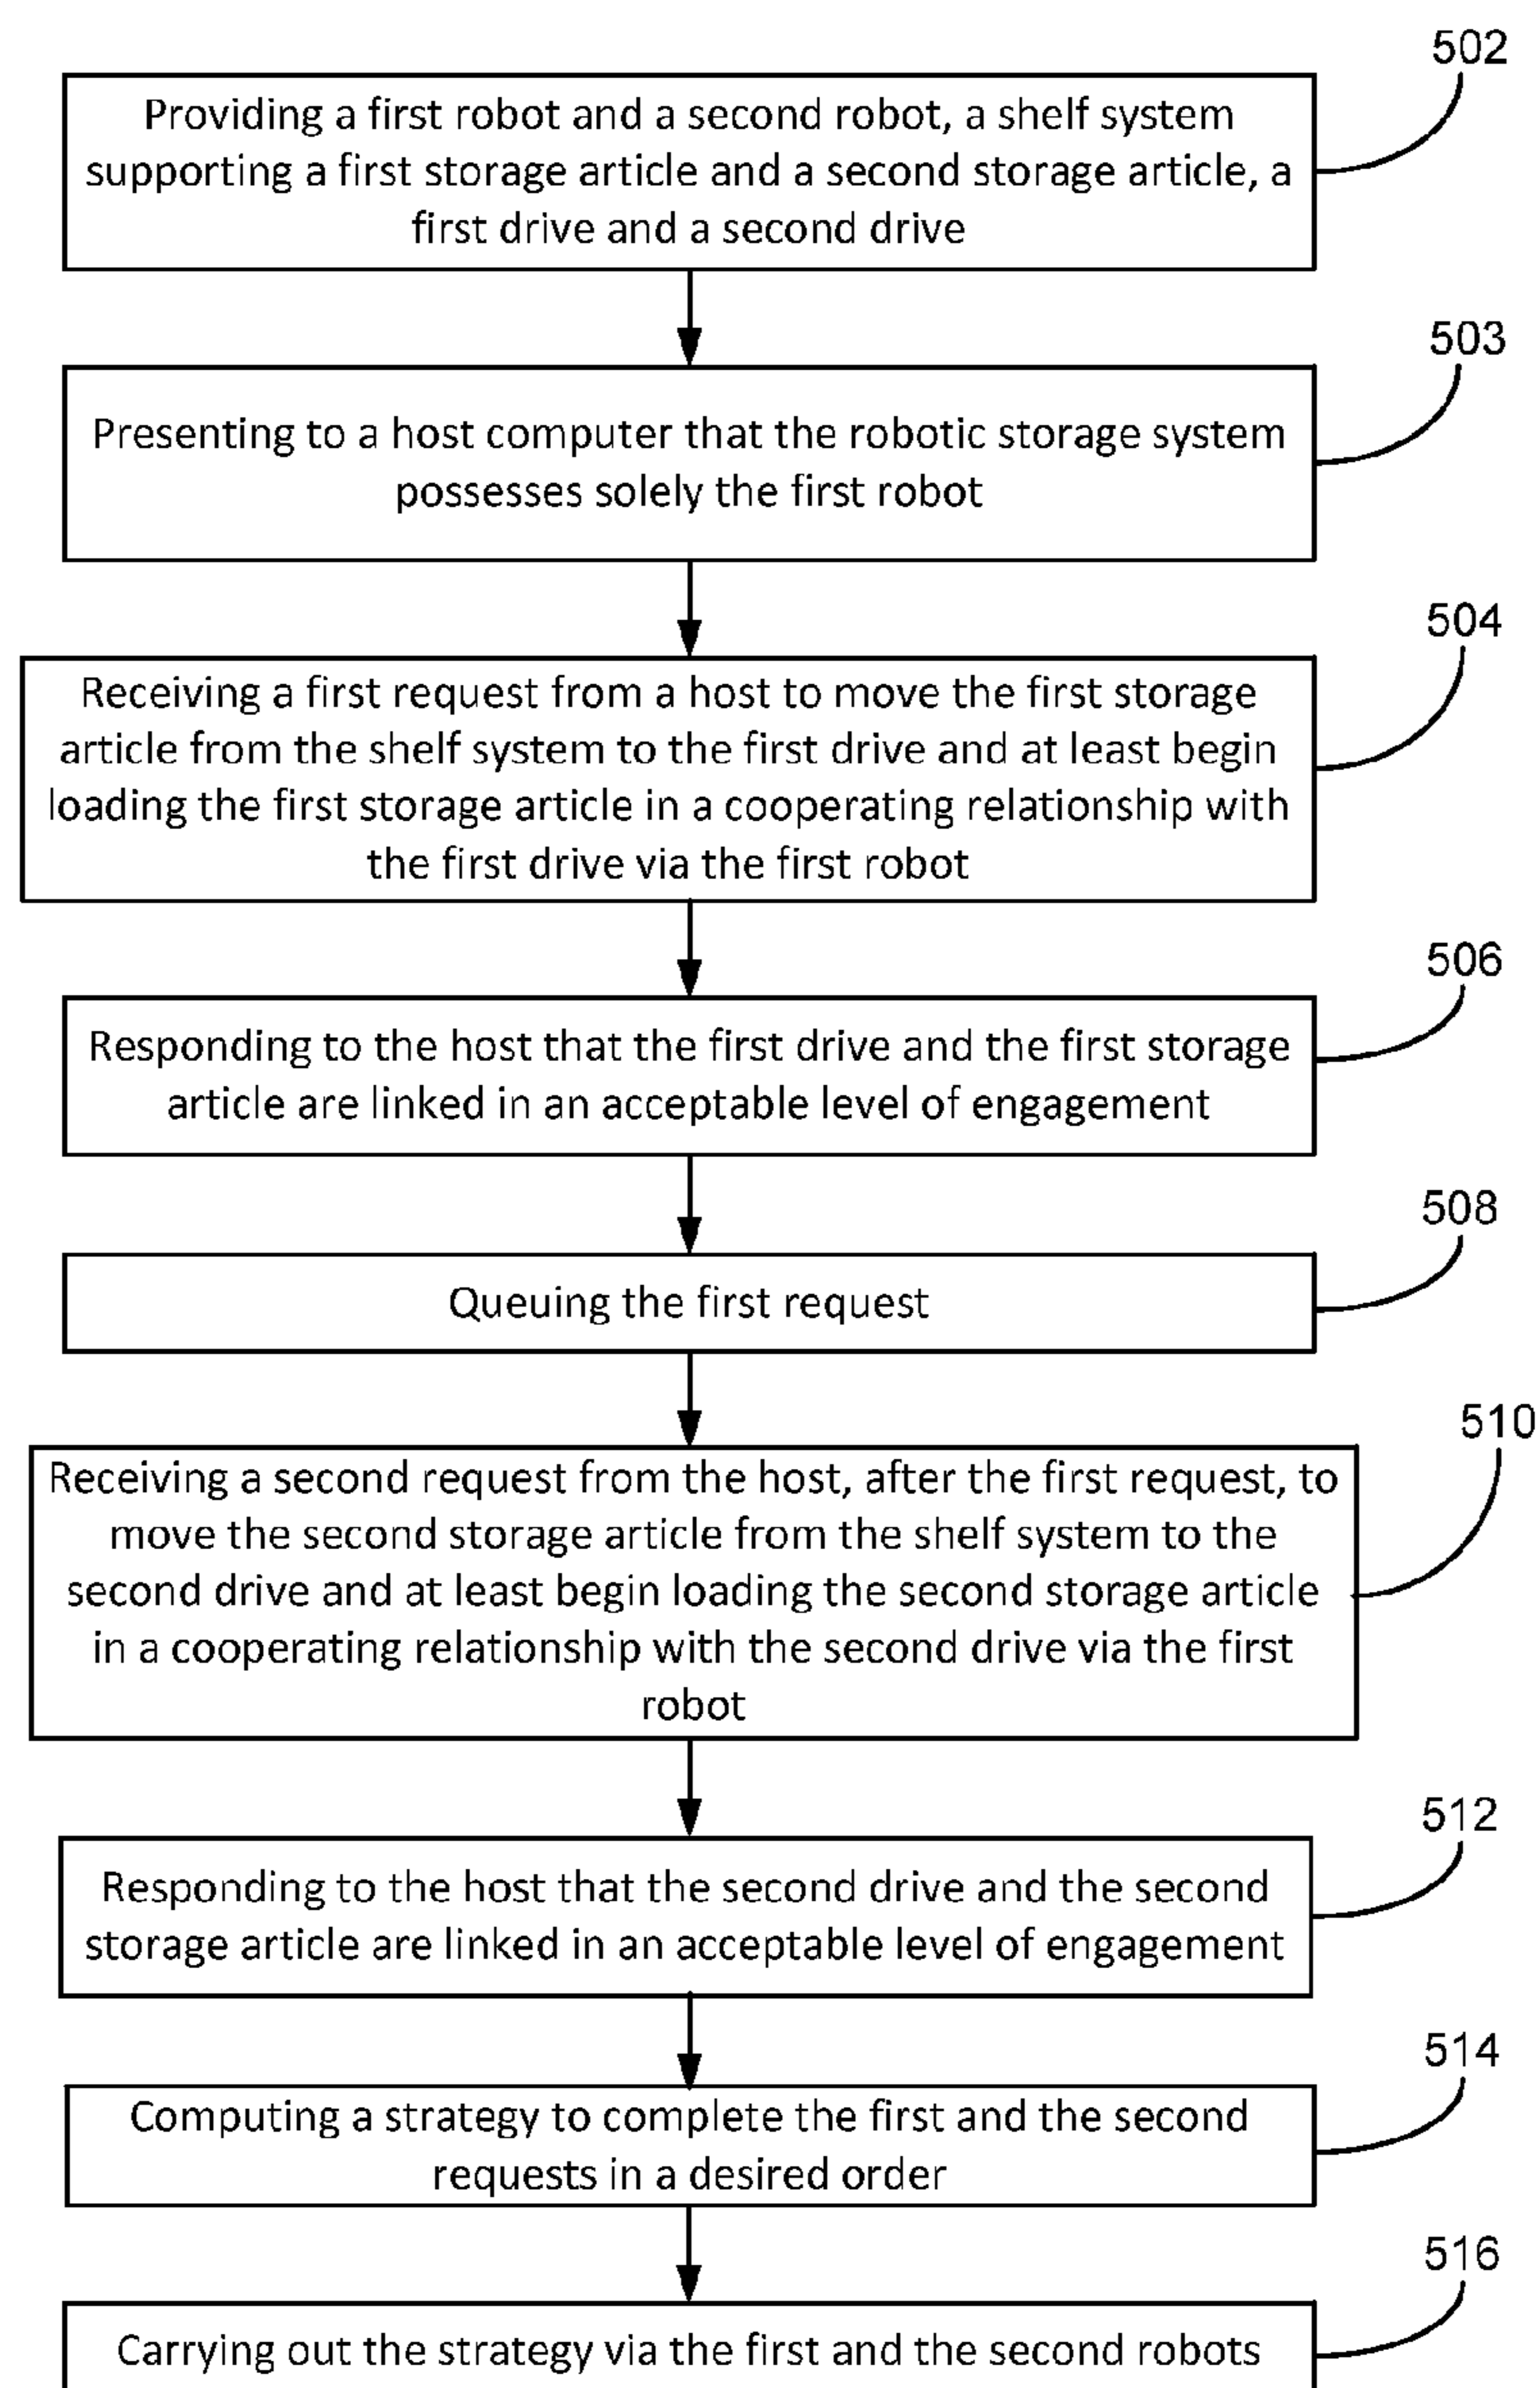 502
Providing a first robot and a second robot, a shelf system
supporting a first storage article and a second storage article, a
first drive and a second drive
503
Presenting to a host computer that the robotic storage system
possesses solely the first robot
504
Receiving a first request from a host to move the first storage
article from the shelf system to the first drive and at least begin
loading the first storage article in a cooperating relationship with
the first drive via the first robot
506
Responding to the host that the first drive and the first storage
article are linked in an acceptable level of engagement
508
Queuing the first request
510
Receiving a second request from the host, after the first request, to
move the second storage article from the shelf system to the
second drive and at least begin loading the second storage article
in a cooperating relationship with the second drive via the first
robot
512
Responding to the host that the second drive and the second
storage article are linked in an acceptable level of engagement
514
Computing a strategy to complete the first and the second
requests in a desired order
516
Carrying out the strategy via the first and the second robots